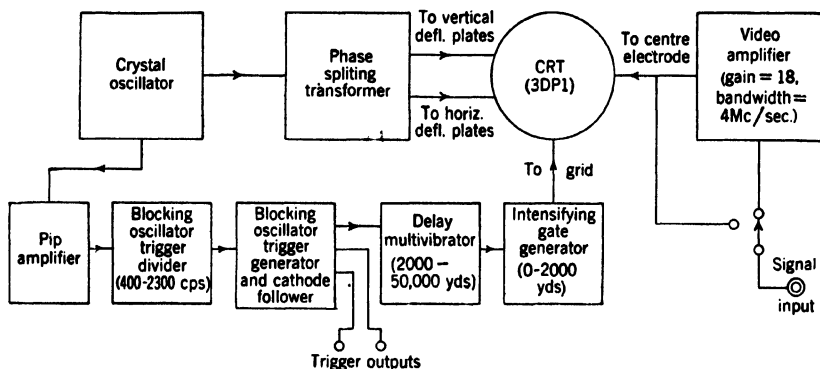 Crystal
oscillator
Phase
spliting
transformer
To vertical
defl. plates
To horiz.
defl. plates
CRT
(3DP1)
To centre
electrode
Video
amplifier
(gain = 18,
bandwidth=
4Mc/sec.)
To grid
Pip
amplifier
Blocking
oscillator
trigger
divider
(400-2300 cps)
Blocking
oscillator
trigger
generator
and cathode
follower
Delay
multivibrator
(2000-
50,000 yds)
Intensifying
gate
generator
(0-2000
yds)
Signal
input
Trigger outputs